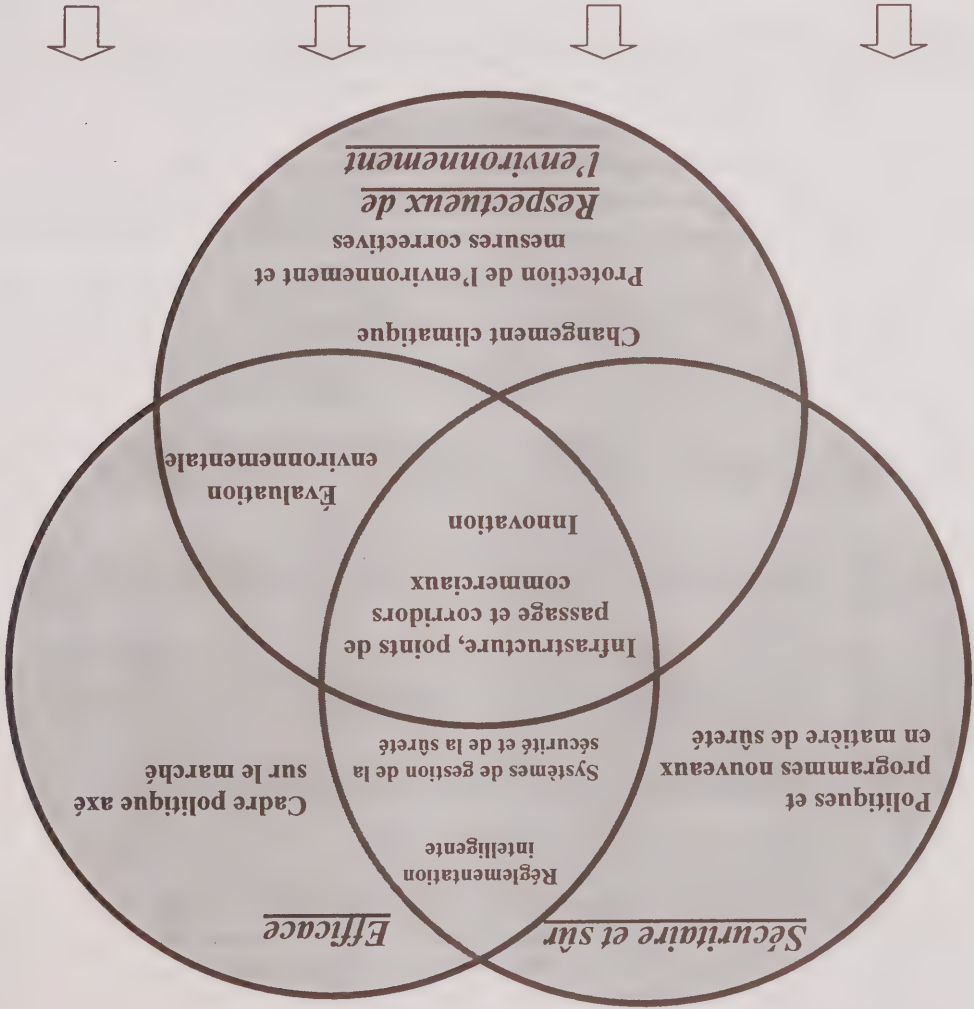 Sécuritaire et sûr
Efficace
Réglementation
intelligente
Politiques et
programmes nouveaux
en matière de sûreté
Systèmes de gestion de la
sécurité et de la sûreté
Cadre politique axé
sur le marché
Infrastructure, points de
passage et corridors
commerciaux
Innovation
Évaluation
environnementale
Changement climatique
Protection de l'environnement et
mesures correctives
Respectueux de
l'environnement